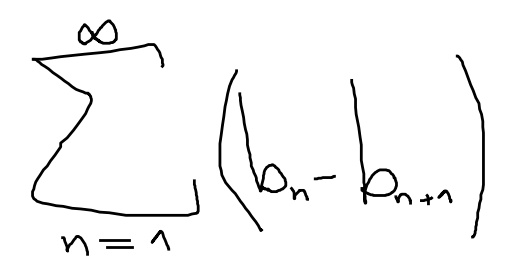 ∞
∑ (b_n - b_{n+1})
n = 1